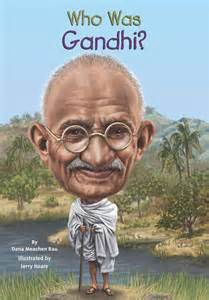 Who Was
Gandhi?
By
Dana Meachen Rau
Illustrated by
Jerry Hoare